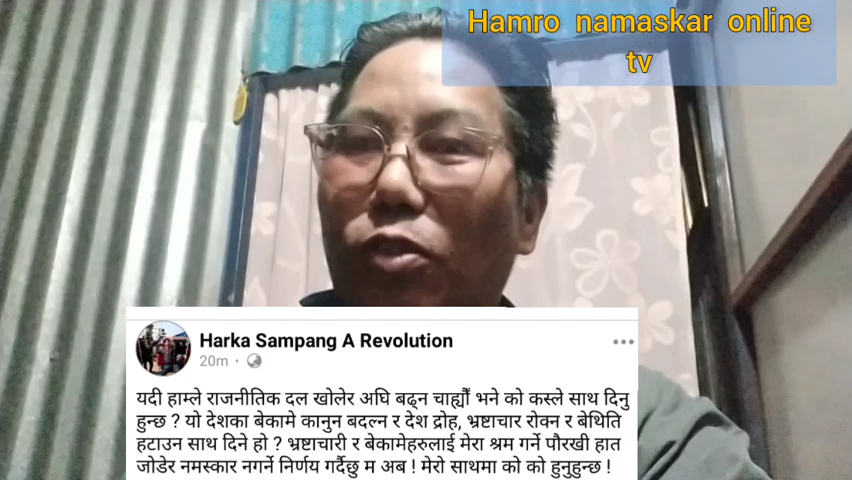 Hamro namaskar online
tv
Harka Sampang A Revolution
20m
यदी हाम्ले राजनीतिक दल खोलेर अघि बढ्न चाह्यौं भने को कस्ले साथ दिनु
हुन्छ ? यो देशका बेकामे कानुन बदल्न र देश द्रोह, भ्रष्टाचार रोक्न र बेथिति
हटाउन साथ दिने हो ? भ्रष्टाचारी र बेकामेहरुलाई मेरा श्रम गर्ने पौरखी हात
जोडेर नमस्कार नगर्ने निर्णय गर्दैछु म अब ! मेरो साथमा को को हुनुहुन्छ !